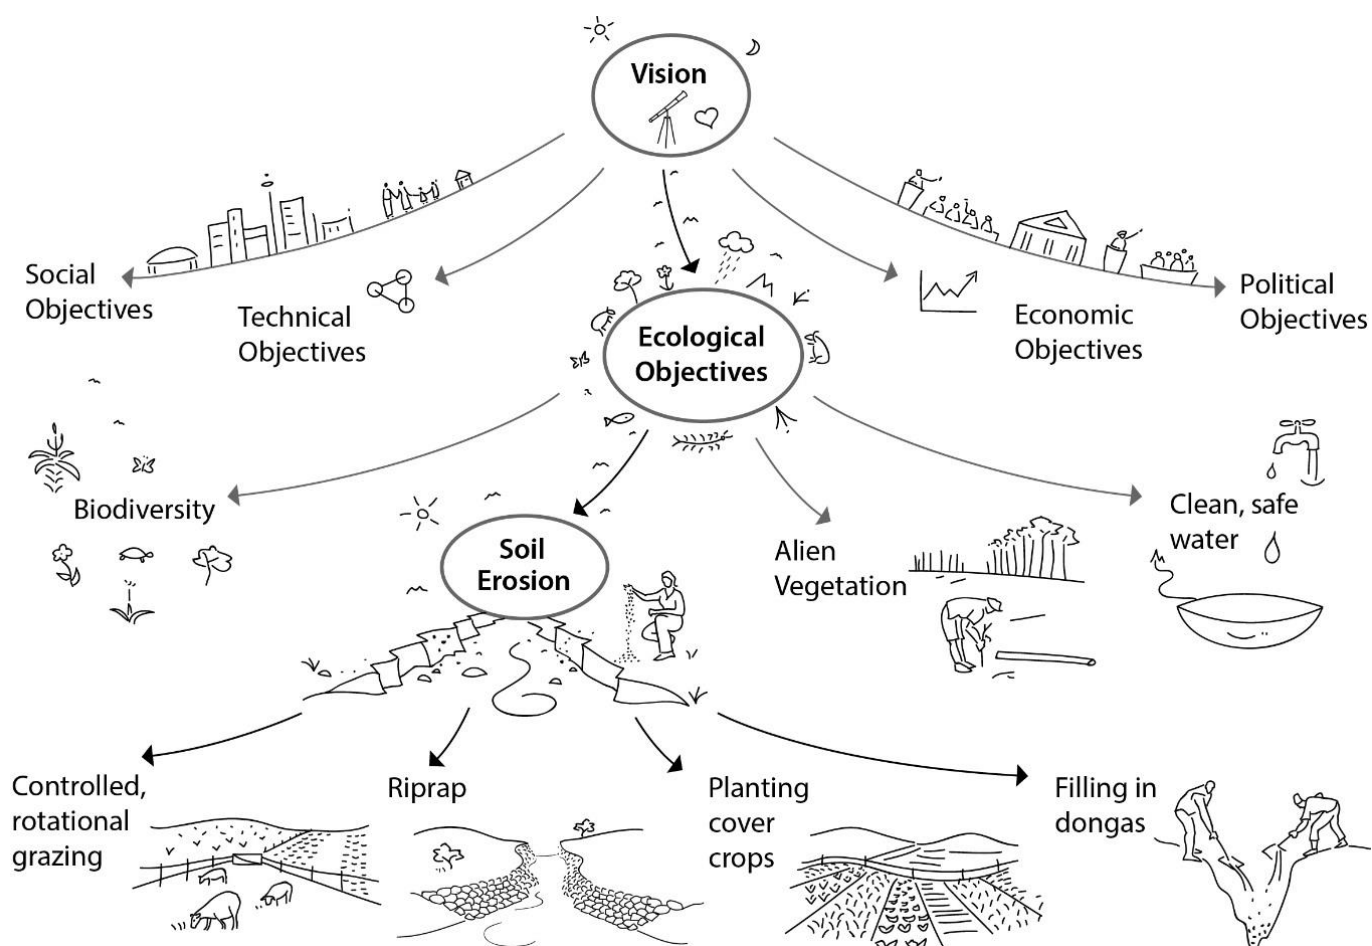 Vision
Social
Objectives
Technical
Objectives
Ecological
Objectives
Economic
Objectives
Political
Objectives
Biodiversity
Soil
Erosion
Alien
Vegetation
Clean, safe
water
Controlled,
rotational
grazing
Riprap
Planting
cover
crops
Filling in
dongas